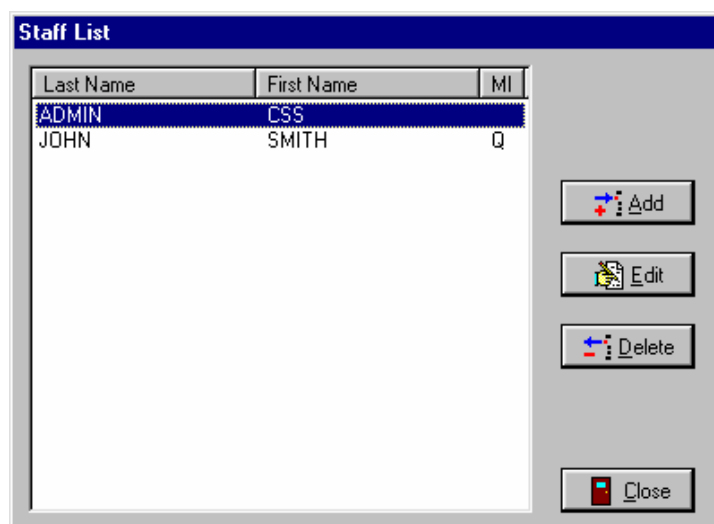 Staff List
Last Name First Name MI
ADMIN CSS
JOHN SMITH Q
Add
Edit
Delete
Close